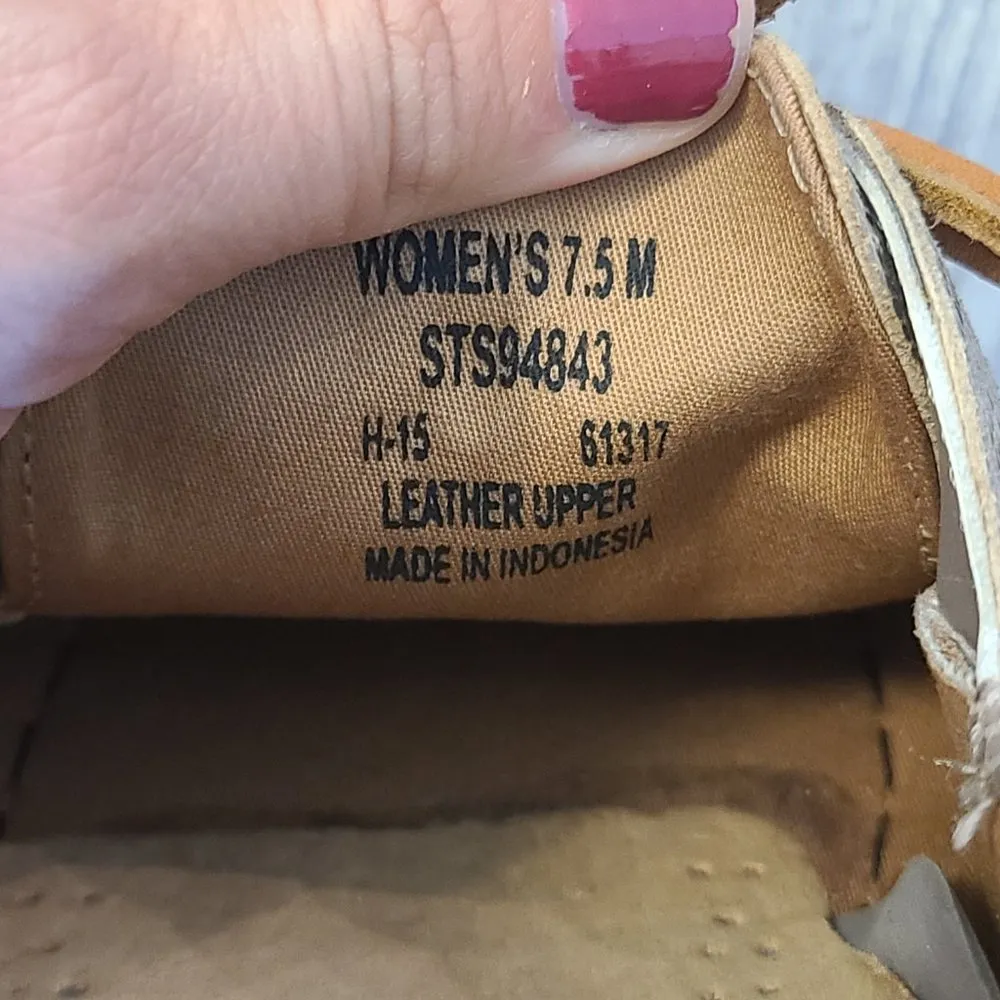 WOMEN'S 7.5 M
STS94843
H-15 61317
LEATHER UPPER
MADE IN INDONESIA